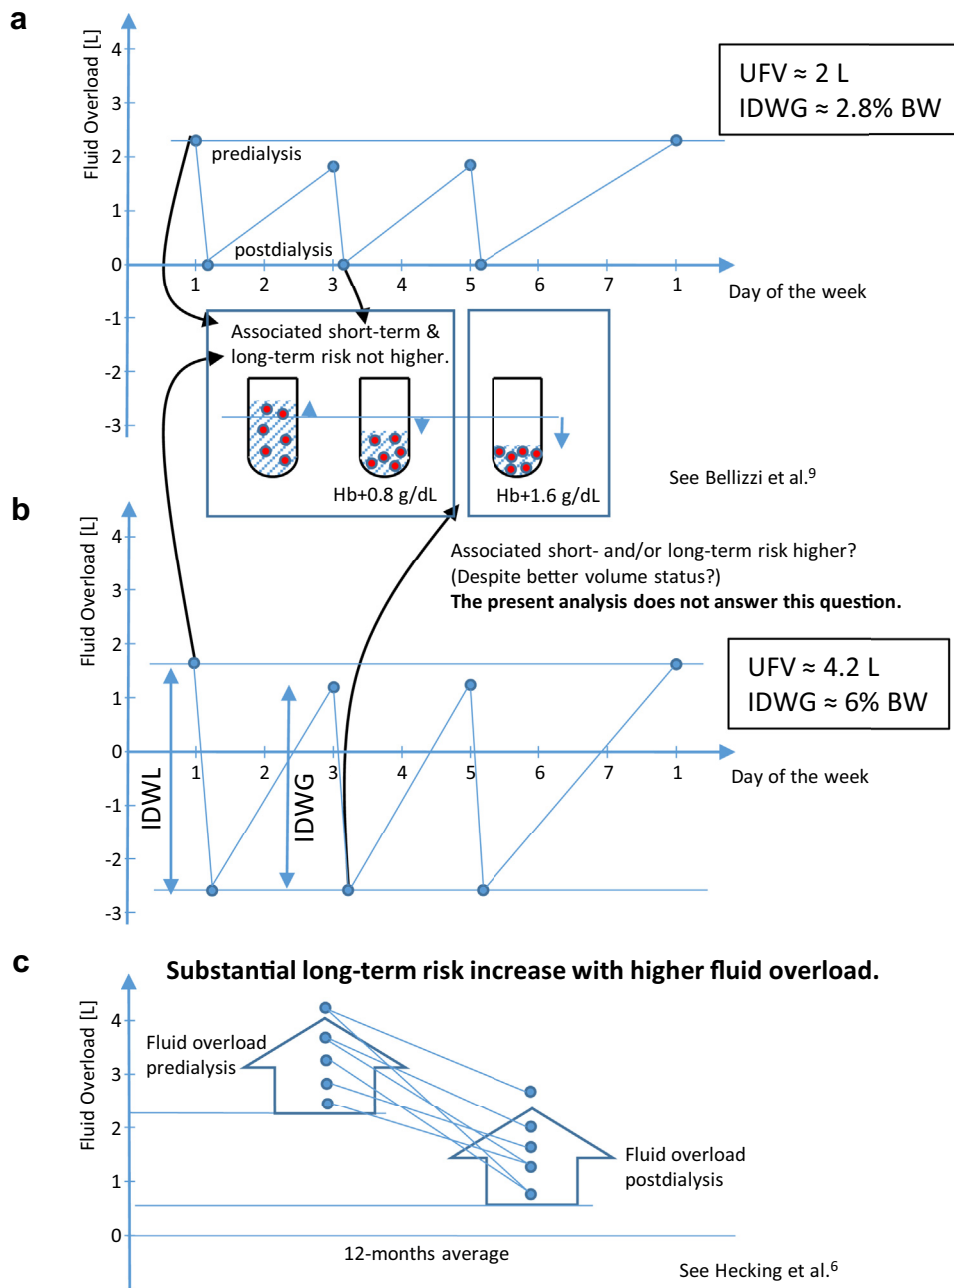 a
Fluid Overload [L]
4
3
2
1
0
-1
-2
-3
UFV ≈ 2 L
IDWG ≈ 2.8% BW
predialysis
postdialysis
1 2 3 4 5 6 7 1
Day of the week
Associated short-term &
long-term risk not higher.
Hb+0.8 g/dL
Hb+1.6 g/dL
See Bellizzi et al.⁹
b
Fluid Overload [L]
4
3
2
1
0
-1
-2
-3
Associated short- and/or long-term risk higher?
(Despite better volume status?)
The present analysis does not answer this question.
UFV ≈ 4.2 L
IDWG ≈ 6% BW
IDWL
IDWG
1 2 3 4 5 6 7 1
Day of the week
c
Substantial long-term risk increase with higher fluid overload.
Fluid Overload [L]
4
3
2
1
0
Fluid overload
predialysis
Fluid overload
postdialysis
12-months average
See Hecking et al.⁶